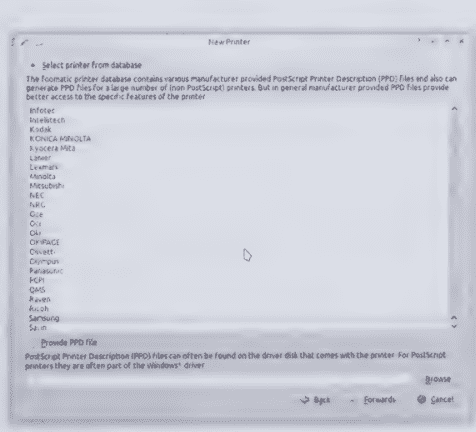 New Printer
Select printer from database
The foomatic printer database contains various manufacturer provided PostScript Printer Description (PPD) files and also can
generate PPD files for a large number of (non PostScript) printers. But in general manufacturer provided PPD files provide
better access to the specific features of the printer
Infotec
Intellitech
Kodak
KONICA MINOLTA
Kyocera Mita
Lanier
Lexmark
Minolta
Mitsubishi
NEC
NRG
Oce
Oki
OKIPAGE
Olivetti
Olympus
Panasonic
PCPI
QMS
Raven
Ricoh
Samsung
Provide PPD file
PostScript Printer Description (PPD) files can often be found on the driver disk that comes with the printer. For PostScript
printers they are often part of the Windows® driver
Browse
Back
Forwards
Cancel